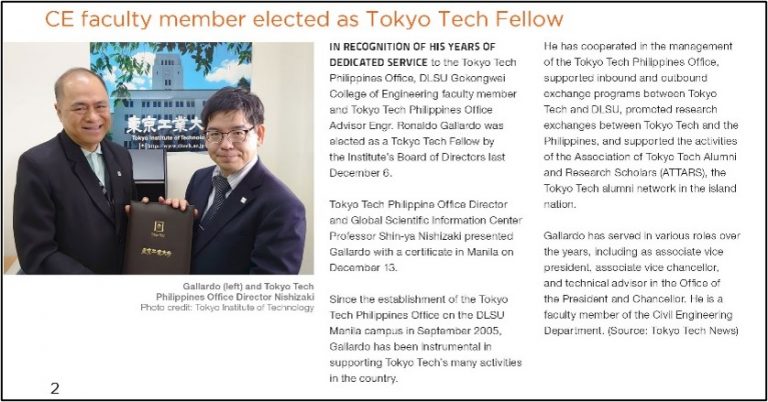 CE faculty member elected as Tokyo Tech Fellow
東京工業大
Tokyo Institute of Technology
東京工業大学
Gallardo (left) and Tokyo Tech
Philippines Office Director Nishizaki
Photo credit: Tokyo Institute of Technology
IN RECOGNITION OF HIS YEARS OF
DEDICATED SERVICE to the Tokyo Tech
Philippines Office, DLSU Gokongwei
College of Engineering faculty member
and Tokyo Tech Philippines Office
Advisor Engr. Ronaldo Gallardo was
elected as a Tokyo Tech Fellow by
the Institute's Board of Directors last
December 6.
Tokyo Tech Philippine Office Director
and Global Scientific Information Center
Professor Shin-ya Nishizaki presented
Gallardo with a certificate in Manila on
December 13.
Since the establishment of the Tokyo
Tech Philippines Office on the DLSU
Manila campus in September 2005,
Gallardo has been instrumental in
supporting Tokyo Tech's many activities
in the country.
He has cooperated in the management
of the Tokyo Tech Philippines Office,
supported inbound and outbound
exchange programs between Tokyo
Tech and DLSU, promoted research
exchanges between Tokyo Tech and the
Philippines, and supported the activities
of the Association of Tokyo Tech Alumni
and Research Scholars (ATTARS), the
Tokyo Tech alumni network in the island
nation.
Gallardo has served in various roles over
the years, including as associate vice
president, associate vice chancellor,
and technical advisor in the Office of
the President and Chancellor. He is a
faculty member of the Civil Engineering
Department. (Source: Tokyo Tech News)
2